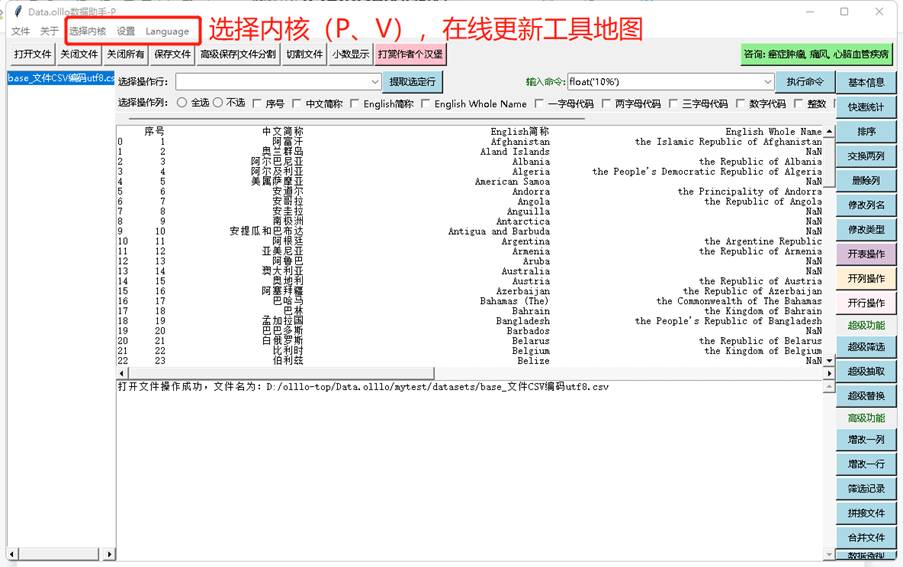 Data.olllo数据助手-P
文件 关于 选择内核 设置 Language
选择内核（P、V），在线更新工具地图
打开文件 关闭文件 关闭所有 保存文件 高级保存|文件分割 切割文件 小数显示 打赏作者个汉堡 咨询: 癌症肿瘤, 痛风, 心脑血管疾病
base_文件CSV编码utf8.cs
选择操作行: 提取选定行 输入命令: float('10%') 执行命令
选择操作列: 全选 不选 序号 中文简称 English简称 English Whole Name 一字母代码 两字母代码 三字母代码 数字代码 整数
序号 中文简称 English简称 English Whole Name
0 1 阿富汗 Afghanistan the Islamic Republic of Afghanistan
1 2 奥兰群岛 Aland Islands NaN
2 3 阿尔巴尼亚 Albania the Republic of Albania
3 4 阿尔及利亚 Algeria the People's Democratic Republic of Algeria
4 5 美属萨摩亚 American Samoa NaN
5 6 安道尔 Andorra the Principality of Andorra
6 7 安哥拉 Angola the Republic of Angola
7 8 安圭拉 Anguilla NaN
8 9 南极洲 Antarctica NaN
9 10 安提瓜和巴布达 Antigua and Barbuda NaN
10 11 阿根廷 Argentina the Argentine Republic
11 12 亚美尼亚 Armenia the Republic of Armenia
12 13 阿鲁巴 Aruba NaN
13 14 澳大利亚 Australia NaN
14 15 奥地利 Austria the Republic of Austria
15 16 阿塞拜疆 Azerbaijan the Republic of Azerbaijan
16 17 巴哈马 Bahamas (The) the Commonwealth of The Bahamas
17 18 巴林 Bahrain the Kingdom of Bahrain
18 19 孟加拉国 Bangladesh the People's Republic of Bangladesh
19 20 巴巴多斯 Barbados NaN
20 21 白俄罗斯 Belarus the Republic of Belarus
21 22 比利时 Belgium the Kingdom of Belgium
22 23 伯利兹 Belize NaN
打开文件操作成功，文件名为：D:/olllo-top/Data.olllo/mytest/datasets/base_文件CSV编码utf8.csv
基本信息
快速统计
排序
交换两列
删除列
修改列名
修改类型
开表操作
开列操作
开行操作
超级功能
超级筛选
超级抽取
超级替换
高级功能
增改一列
增改一行
筛选记录
拼接文件
合并文件